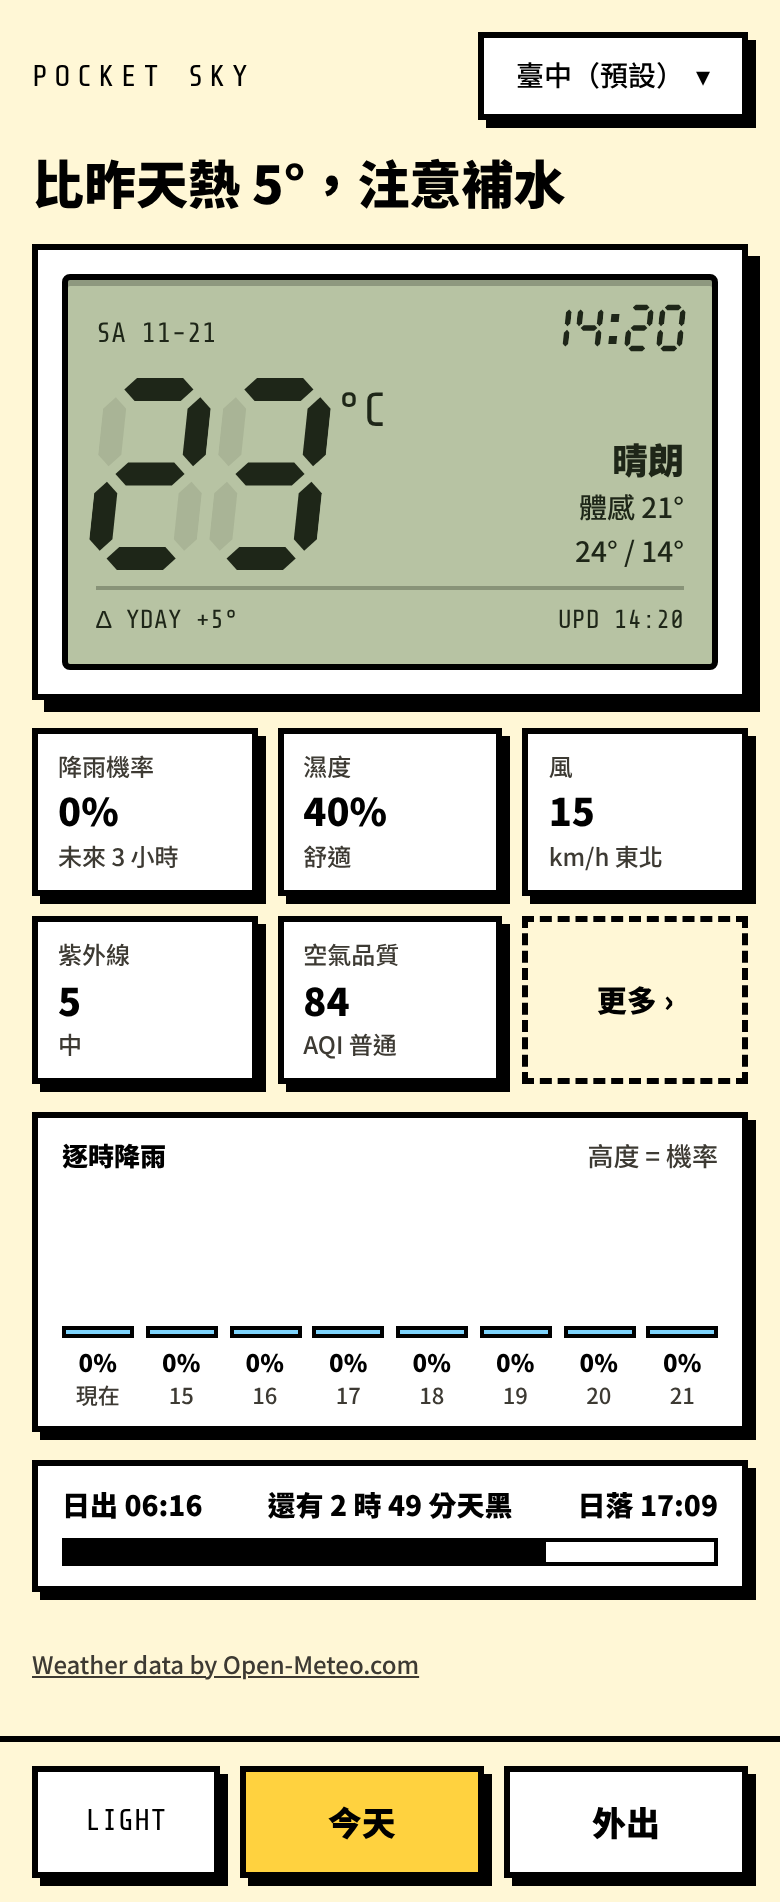 POCKET SKY
臺中（預設） ▼
比昨天熱 5°，注意補水
SA 11-21
14:20
23 °C
晴朗
體感 21°
24° / 14°
Δ YDAY +5°
UPD 14:20
降雨機率
0%
未來 3 小時
濕度
40%
舒適
風
15
km/h 東北
紫外線
5
中
空氣品質
84
AQI 普通
更多 ›
逐時降雨
高度 = 機率
0% 0% 0% 0% 0% 0% 0% 0%
現在 15 16 17 18 19 20 21
日出 06:16
還有 2 時 49 分天黑
日落 17:09
Weather data by Open-Meteo.com
LIGHT
今天
外出